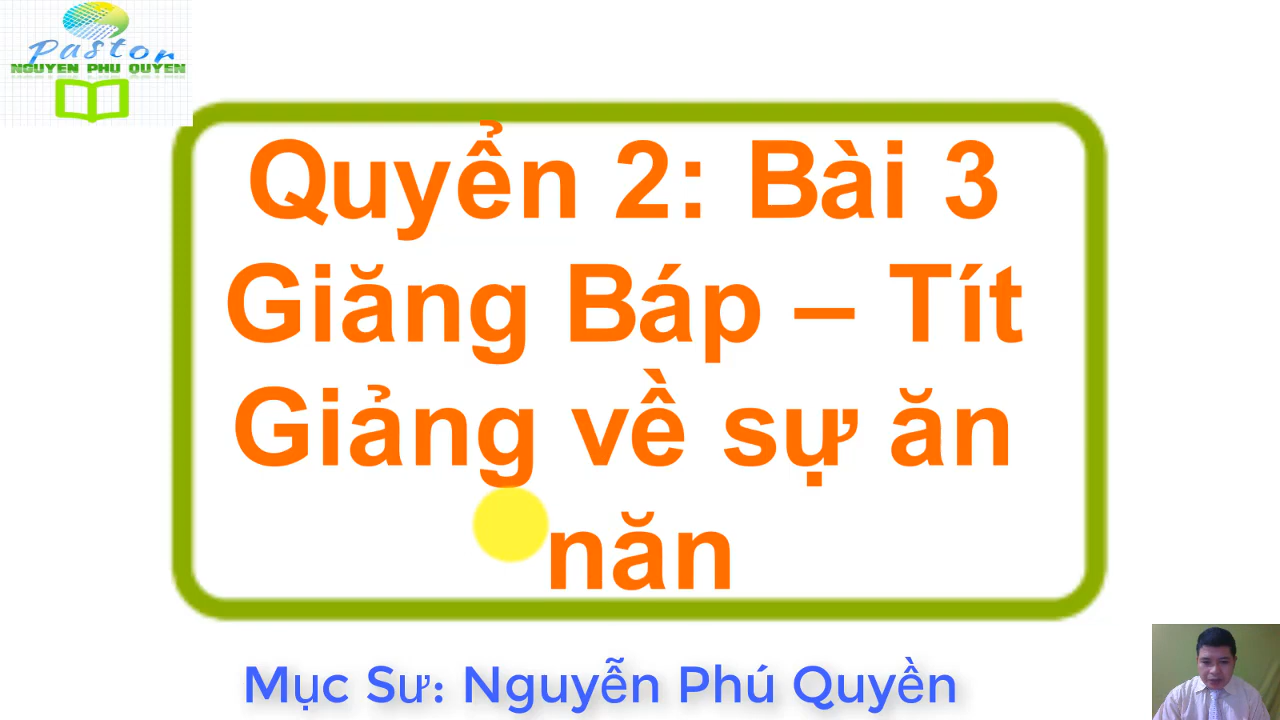 Pastor
NGUYEN PHU QUYEN
Quyển 2: Bài 3
Giăng Báp – Tít
Giảng về sự ăn
năn
Mục Sư: Nguyễn Phú Quyền